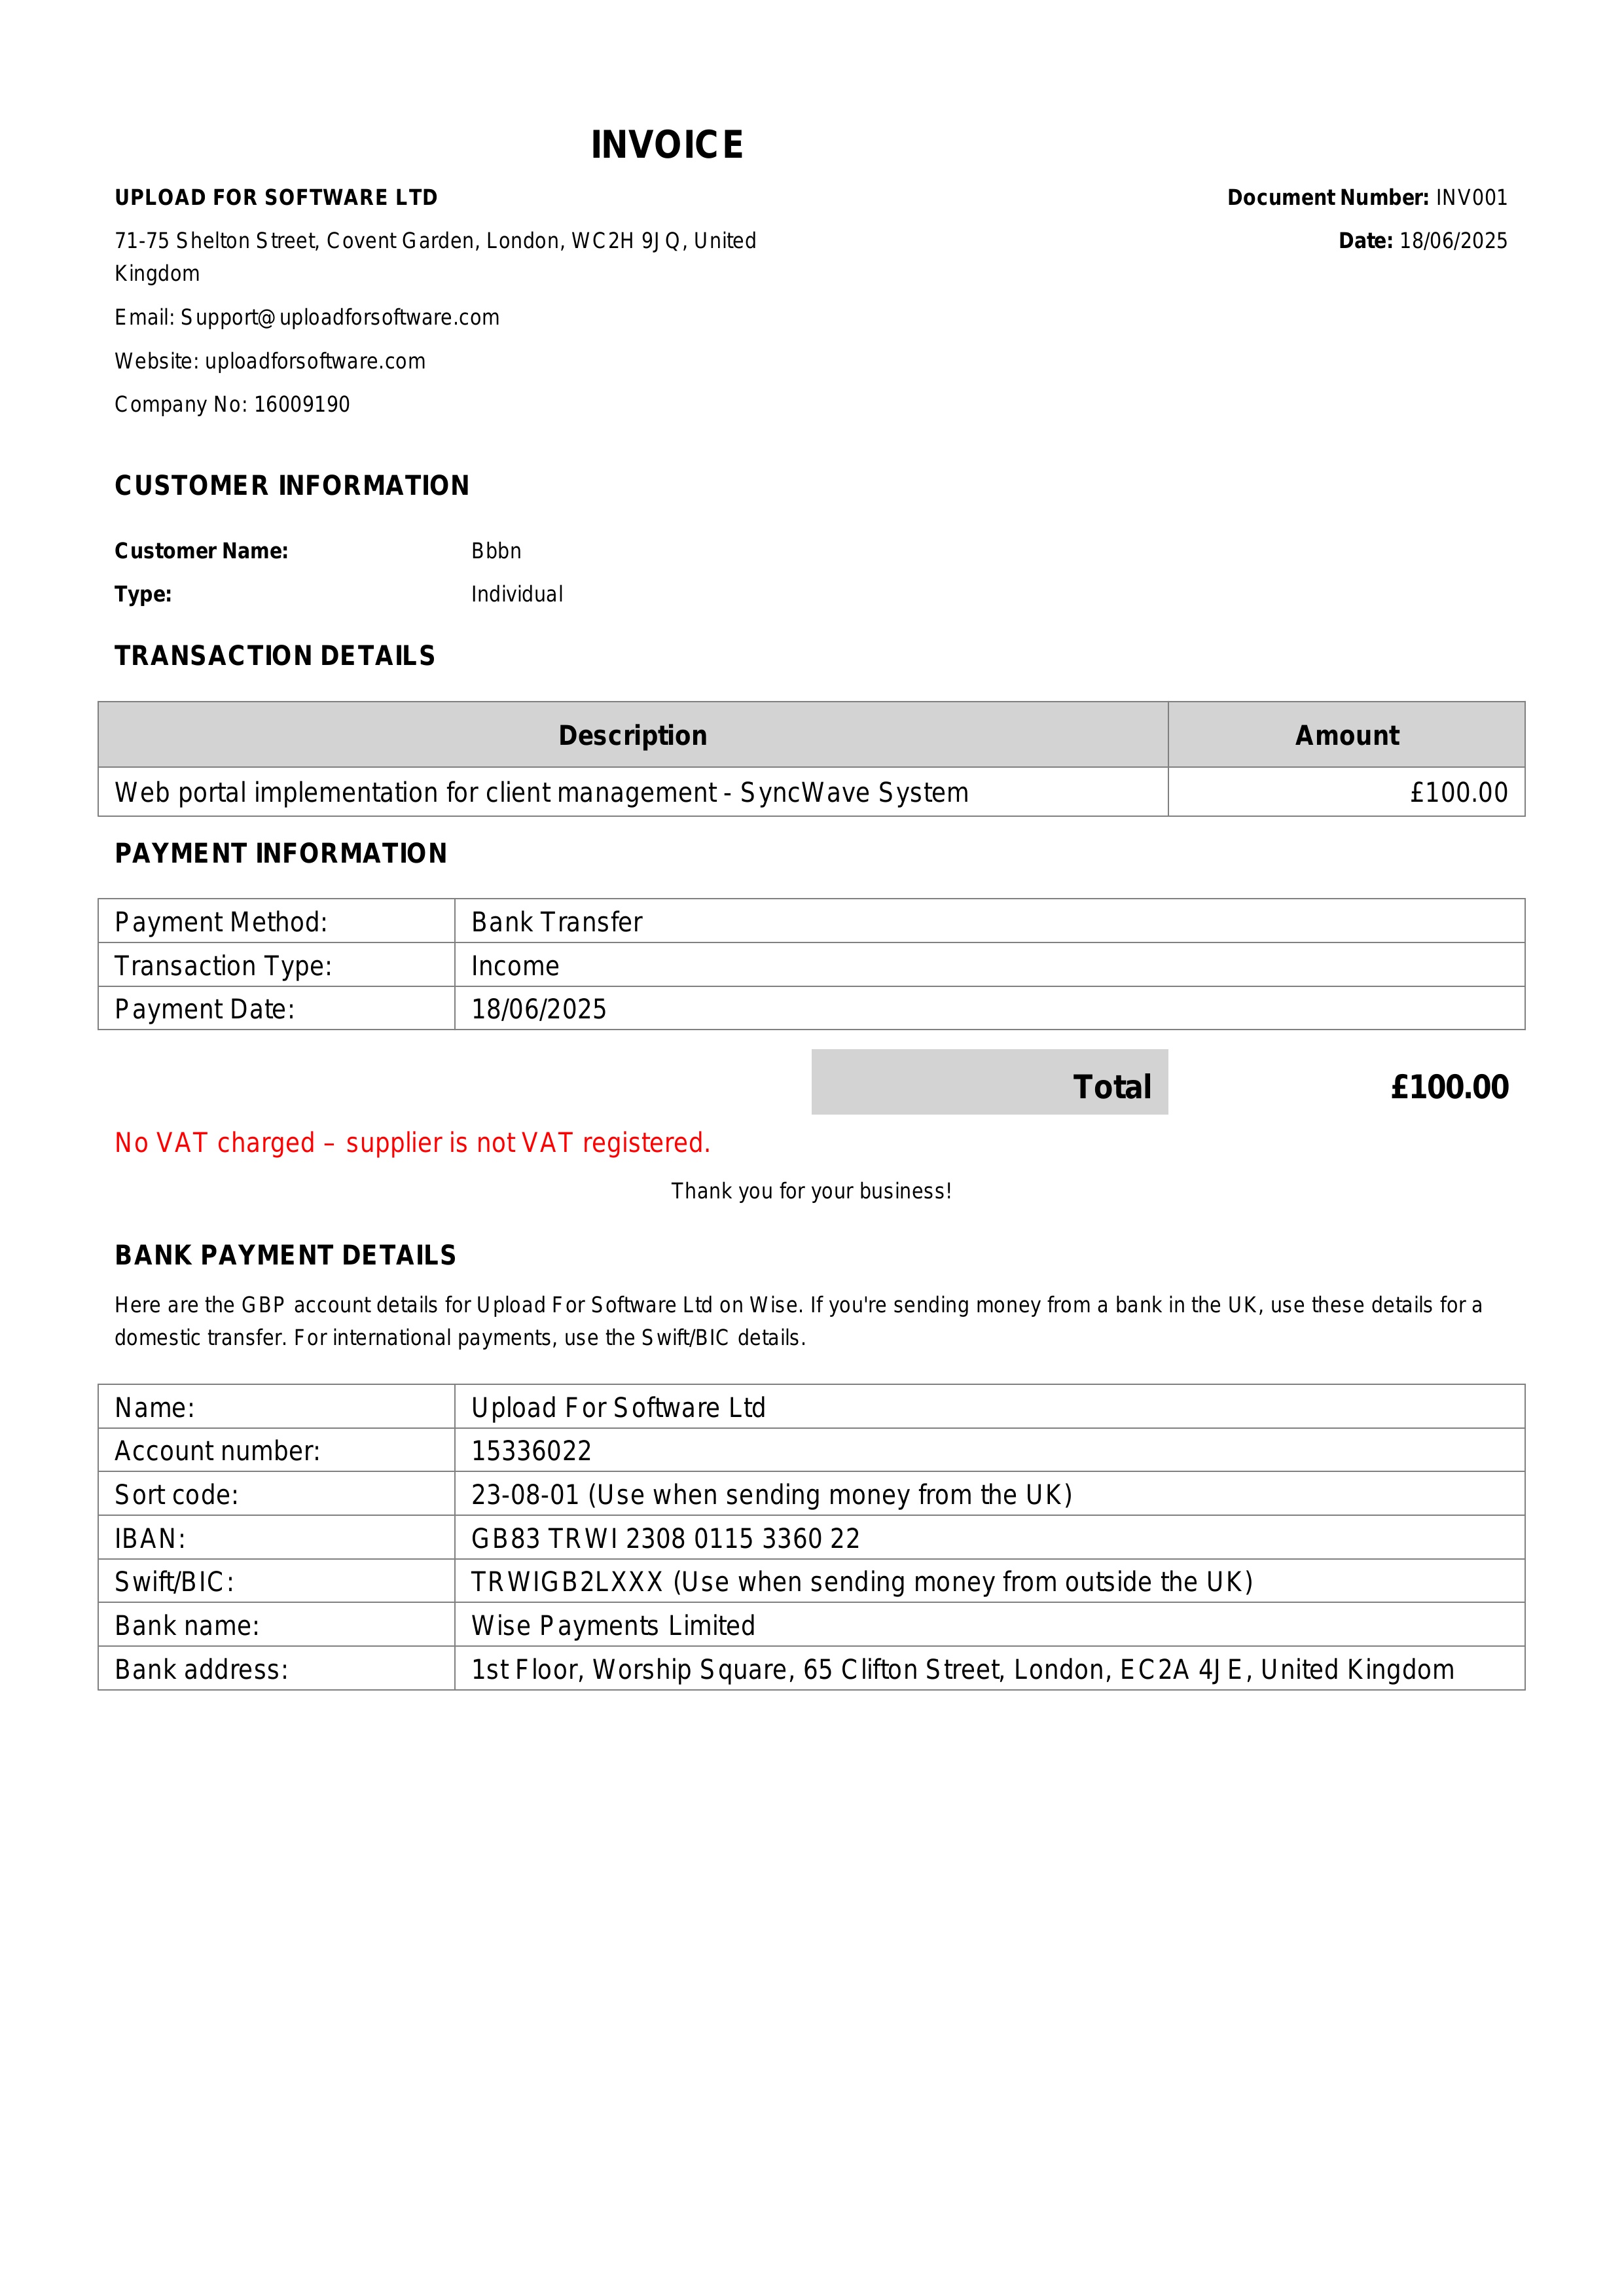 INVOICE
UPLOAD FOR SOFTWARE LTD
Document Number: INV001
71-75 Shelton Street, Covent Garden, London, WC2H 9JQ, United
Kingdom
Date: 18/06/2025
Email: Support@uploadforsoftware.com
Website: uploadforsoftware.com
Company No: 16009190
CUSTOMER INFORMATION
Customer Name: Bbbn
Type: Individual
TRANSACTION DETAILS
Description Amount
Web portal implementation for client management - SyncWave System £100.00
PAYMENT INFORMATION
Payment Method: Bank Transfer
Transaction Type: Income
Payment Date: 18/06/2025
Total £100.00
No VAT charged – supplier is not VAT registered.
Thank you for your business!
BANK PAYMENT DETAILS
Here are the GBP account details for Upload For Software Ltd on Wise. If you're sending money from a bank in the UK, use these details for a
domestic transfer. For international payments, use the Swift/BIC details.
Name: Upload For Software Ltd
Account number: 15336022
Sort code: 23-08-01 (Use when sending money from the UK)
IBAN: GB83 TRWI 2308 0115 3360 22
Swift/BIC: TRWIGB2LXXX (Use when sending money from outside the UK)
Bank name: Wise Payments Limited
Bank address: 1st Floor, Worship Square, 65 Clifton Street, London, EC2A 4JE, United Kingdom